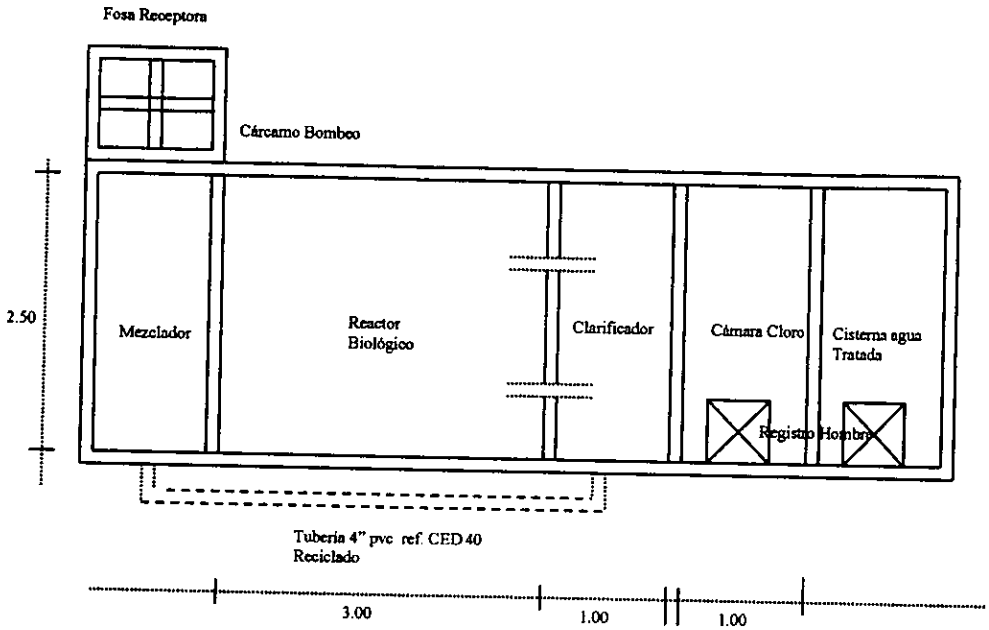 Fosa Receptora
Cárcamo Bombeo
2.50
Mezclador
Reactor
Biológico
Clarificador
Cámara Cloro
Cisterna agua
Tratada
Registro Hombre
Tubería 4" pvc ref. CED 40
Reciclado
3.00
1.00
1.00